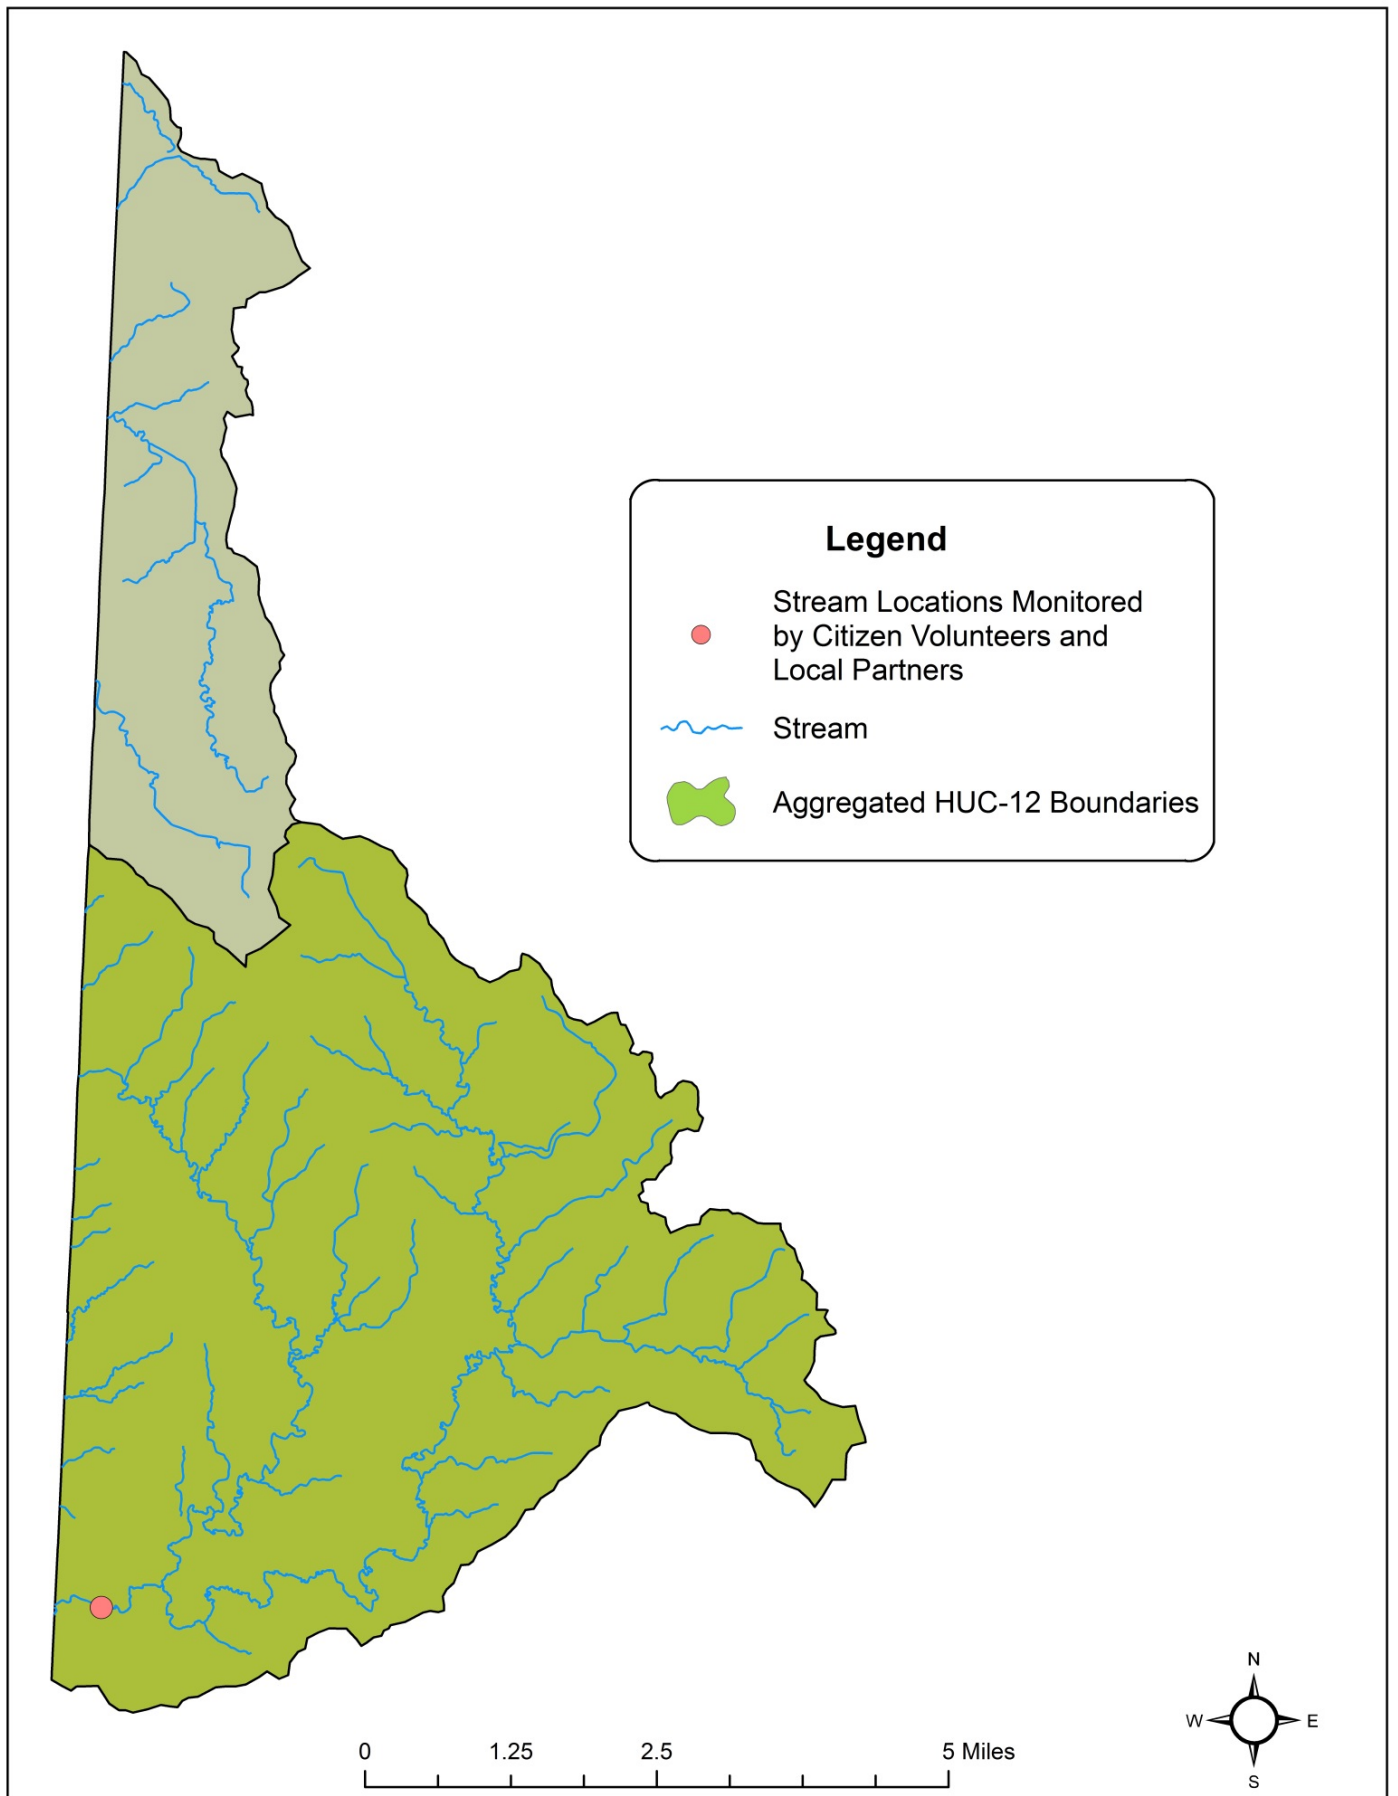 Legend
Stream Locations Monitored
by Citizen Volunteers and
Local Partners
Stream
Aggregated HUC-12 Boundaries
N
W E
S
0 1.25 2.5 5 Miles